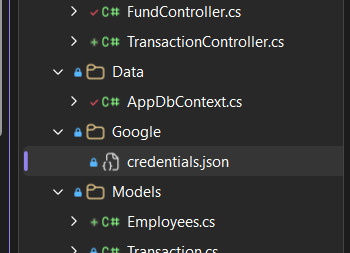 C# FundController.cs
C# TransactionController.cs
Data
C# AppDbContext.cs
Google
credentials.json
Models
C# Employees.cs
C# Transaction.cs